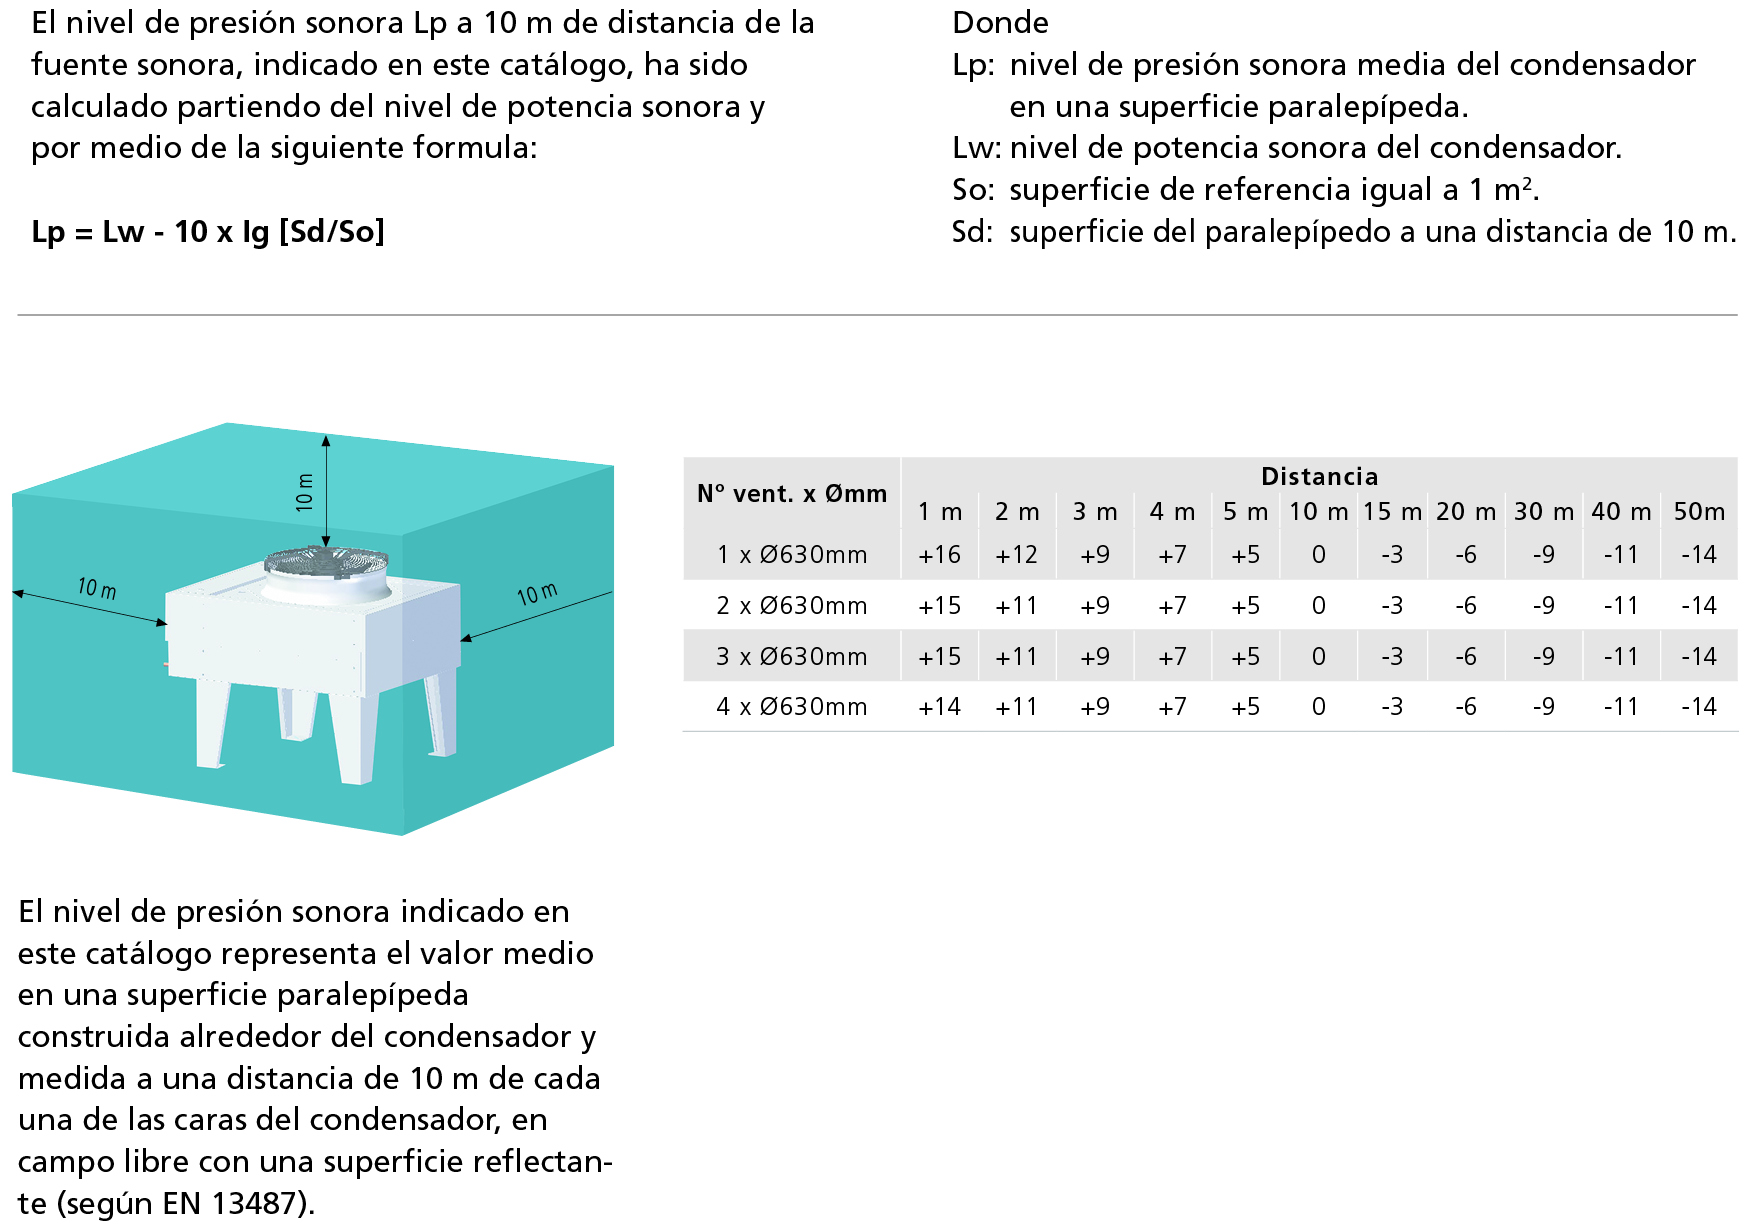 El nivel de presión sonora Lp a 10 m de distancia de la
fuente sonora, indicado en este catálogo, ha sido
calculado partiendo del nivel de potencia sonora y
por medio de la siguiente formula:
Lp = Lw - 10 x lg [Sd/So]
Donde
Lp: nivel de presión sonora media del condensador
en una superficie paralepípeda.
Lw: nivel de potencia sonora del condensador.
So: superficie de referencia igual a 1 m².
Sd: superficie del paralepípedo a una distancia de 10 m.
10 m
10 m
10 m
Nº vent. x Ømm Distancia
1 m 2 m 3 m 4 m 5 m 10 m 15 m 20 m 30 m 40 m 50m
1 x Ø630mm +16 +12 +9 +7 +5 0 -3 -6 -9 -11 -14
2 x Ø630mm +15 +11 +9 +7 +5 0 -3 -6 -9 -11 -14
3 x Ø630mm +15 +11 +9 +7 +5 0 -3 -6 -9 -11 -14
4 x Ø630mm +14 +11 +9 +7 +5 0 -3 -6 -9 -11 -14
El nivel de presión sonora indicado en
este catálogo representa el valor medio
en una superficie paralepípeda
construida alrededor del condensador y
medida a una distancia de 10 m de cada
una de las caras del condensador, en
campo libre con una superficie reflectan-
te (según EN 13487).